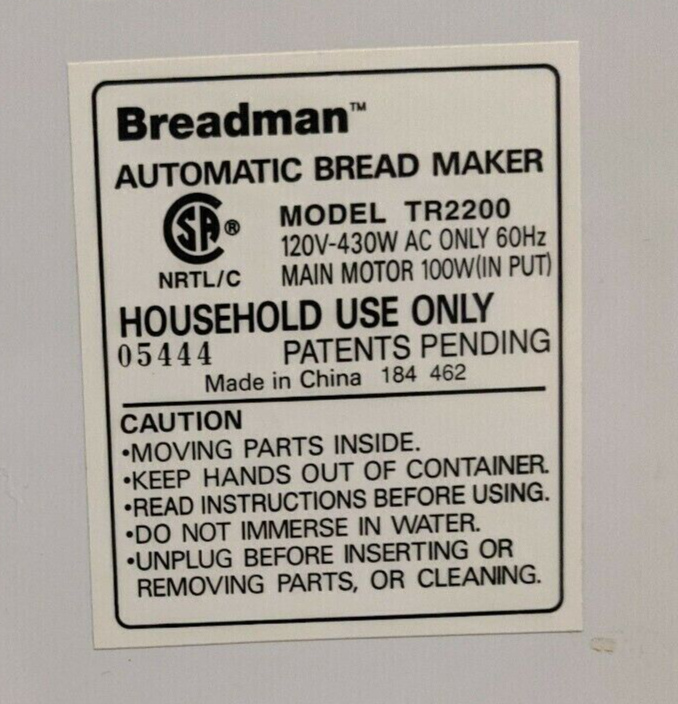 Breadman™
AUTOMATIC BREAD MAKER
SA®
NRTL/C
MODEL TR2200
120V-430W AC ONLY 60Hz
MAIN MOTOR 100W(IN PUT)
HOUSEHOLD USE ONLY
05444 PATENTS PENDING
Made in China 184 462
CAUTION
•MOVING PARTS INSIDE.
•KEEP HANDS OUT OF CONTAINER.
•READ INSTRUCTIONS BEFORE USING.
•DO NOT IMMERSE IN WATER.
•UNPLUG BEFORE INSERTING OR
REMOVING PARTS, OR CLEANING.